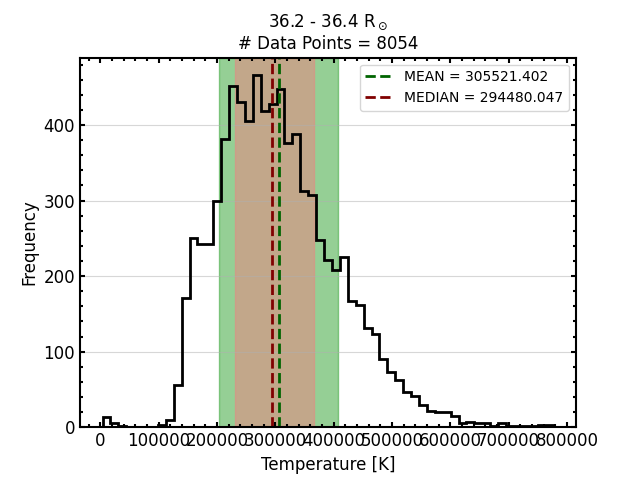 36.2 - 36.4 R⊙
# Data Points = 8054
MEAN = 305521.402
MEDIAN = 294480.047
Frequency
400
300
200
100
0
0 100000 200000 300000 400000 500000 600000 700000 800000
Temperature [K]